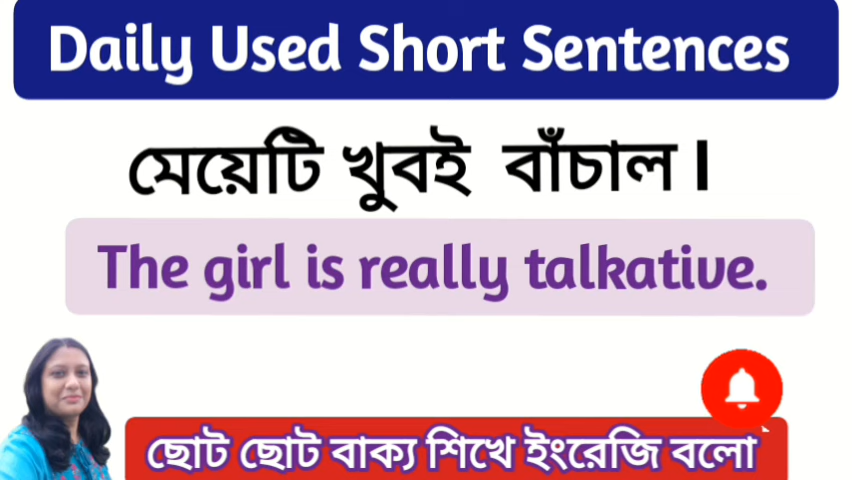 Daily Used Short Sentences
মেয়েটি খুবই বাঁচাল।
The girl is really talkative.
ছোট ছোট বাক্য শিখে ইংরেজি বলো